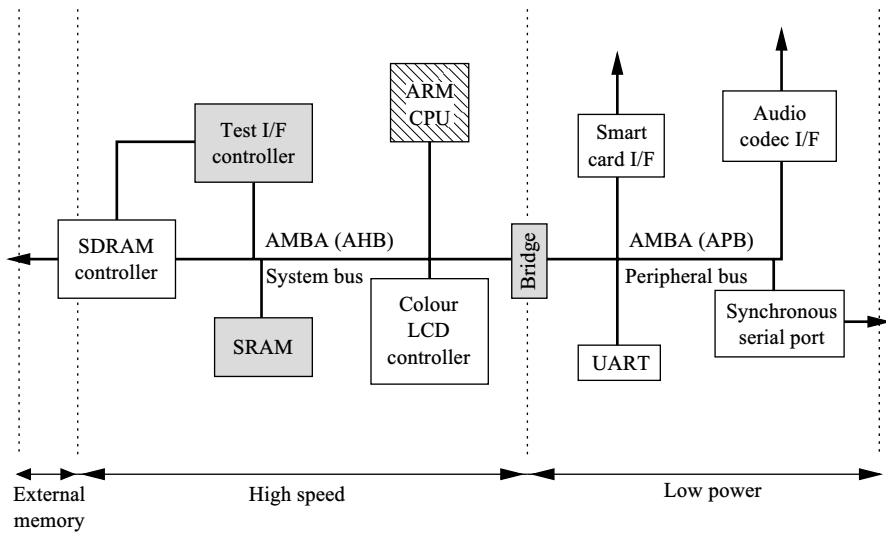 ARM
CPU
Test I/F
controller
Smart
card I/F
Audio
codec I/F
SDRAM
controller
AMBA (AHB)
System bus
Bridge
AMBA (APB)
Peripheral bus
SRAM
Colour
LCD
controller
UART
Synchronous
serial port
External
memory
High speed
Low power